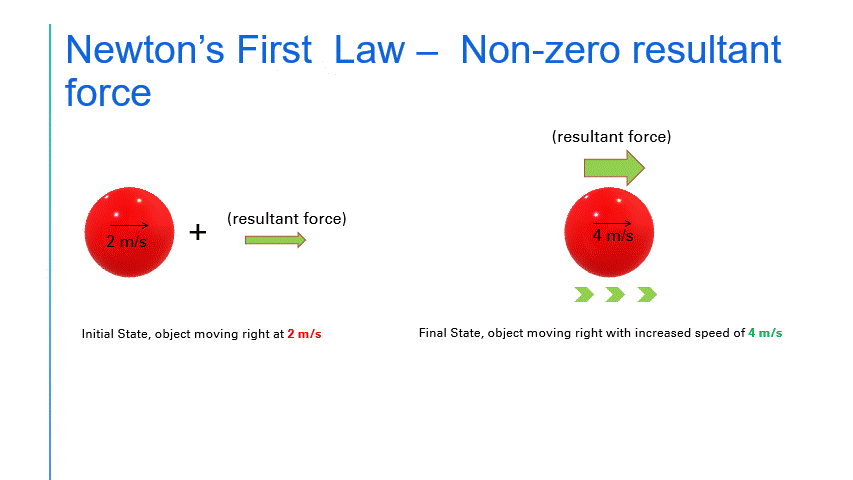 Newton’s First Law – Non-zero resultant
force
(resultant force)
2 m/s
+
(resultant force)
4 m/s
Initial State, object moving right at 2 m/s
Final State, object moving right with increased speed of 4 m/s